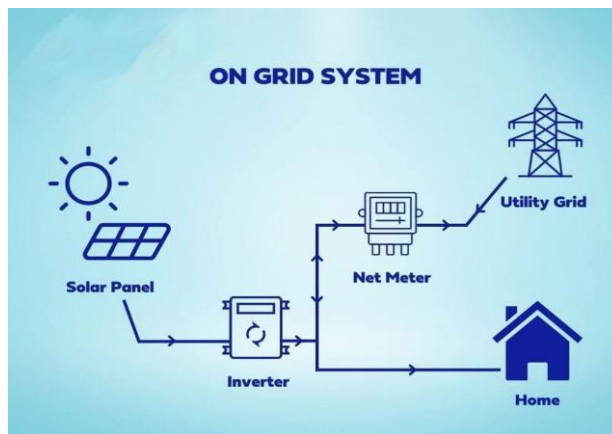 ON GRID SYSTEM
Utility Grid
Net Meter
Solar Panel
Inverter
Home